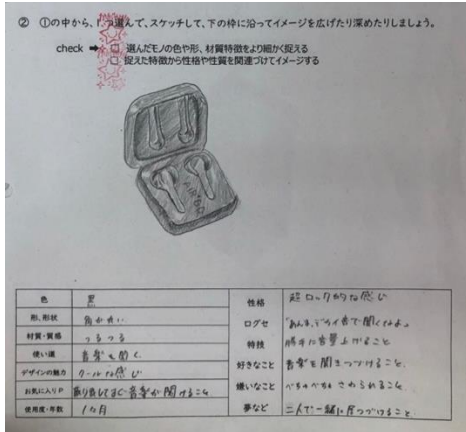 ② ①の中から、1つ選んで、スケッチして、下の枠に沿ってイメージを広げたり深めたりしましょう。
check ➡ □ 選んだモノの色や形、材質特徴をより細かく捉える
□ 捉えた特徴から性格や性質を関連づけてイメージする
色 黒
形、形状
材質・質感 つるつる
使い道 音楽を聞く
デザインの魅力 クールな感じ
お気に入りP 取り出してすぐ音楽が聞けること
使用度・年数 1ヶ月
性格 超ロック的な感じ
口グセ 「あんま、デカイ音で聞くなよ。」
特技 勝手に音量上がること
好きなこと 音楽を聞きつづけること
嫌いなこと べちゃべちゃさわられること
夢など 二人で一緒に居つづけること